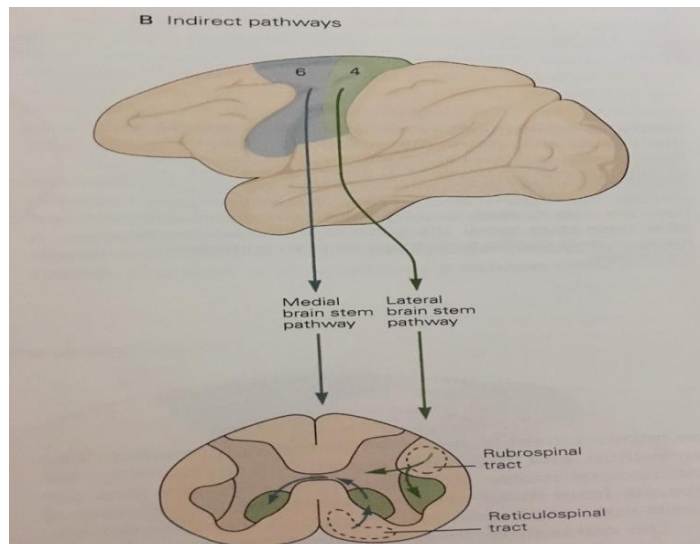 B Indirect pathways
6 4
Medial
brain stem
pathway
Lateral
brain stem
pathway
Rubrospinal
tract
Reticulospinal
tract